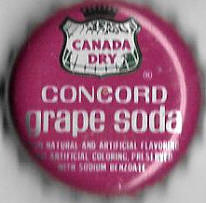 CANADA
DRY
®
CONCORD
grape soda
NATURAL AND ARTIFICIAL FLAVORING
ARTIFICIAL COLORING, PRESERVED
WITH SODIUM BENZOATE